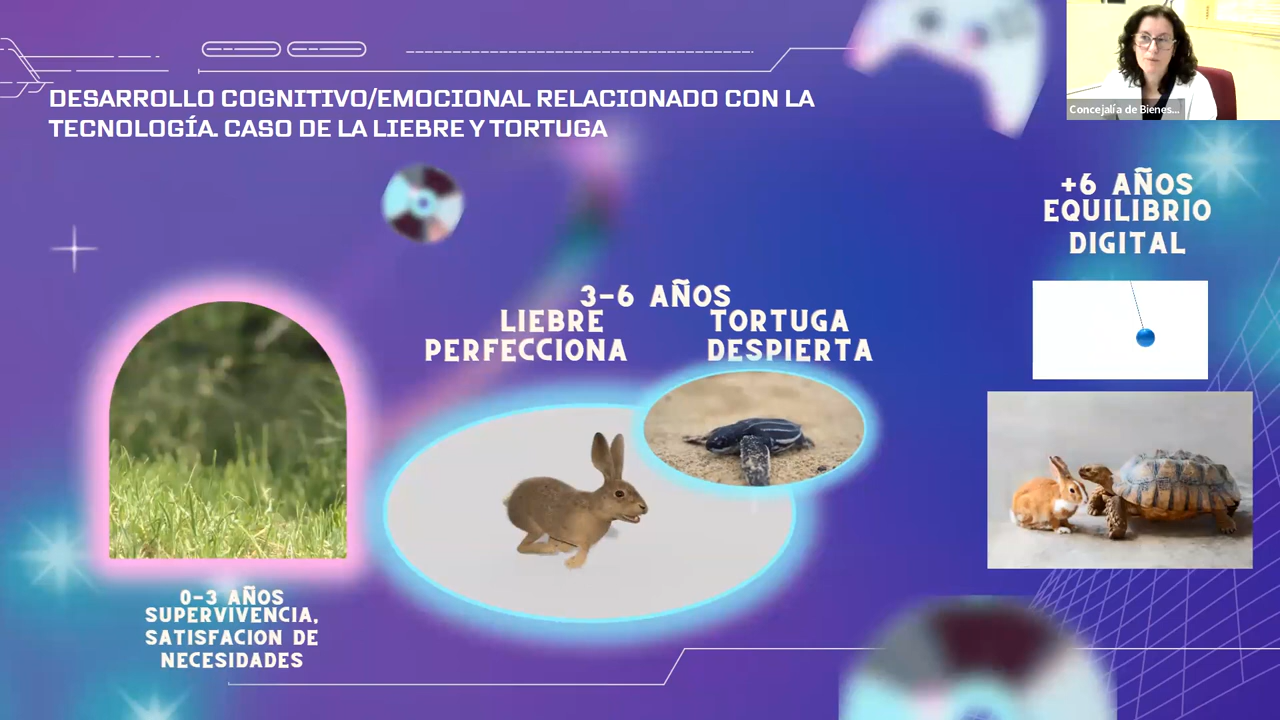 DESARROLLO COGNITIVO/EMOCIONAL RELACIONADO CON LA
TECNOLOGÍA. CASO DE LA LIEBRE Y TORTUGA
Concejalía de Bienes...
+6 AÑOS
EQUILIBRIO
DIGITAL
3-6 AÑOS
LIEBRE
PERFECCIONA
TORTUGA
DESPIERTA
0-3 AÑOS
SUPERVIVENCIA,
SATISFACION DE
NECESIDADES